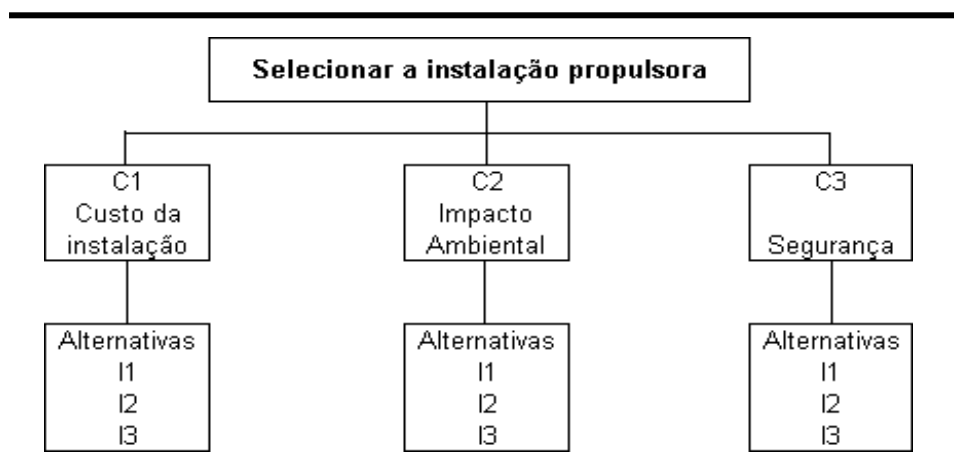 Selecionar a instalação propulsora
C1
Custo da
instalação
C2
Impacto
Ambiental
C3
Segurança
Alternativas
I1
I2
I3
Alternativas
I1
I2
I3
Alternativas
I1
I2
I3